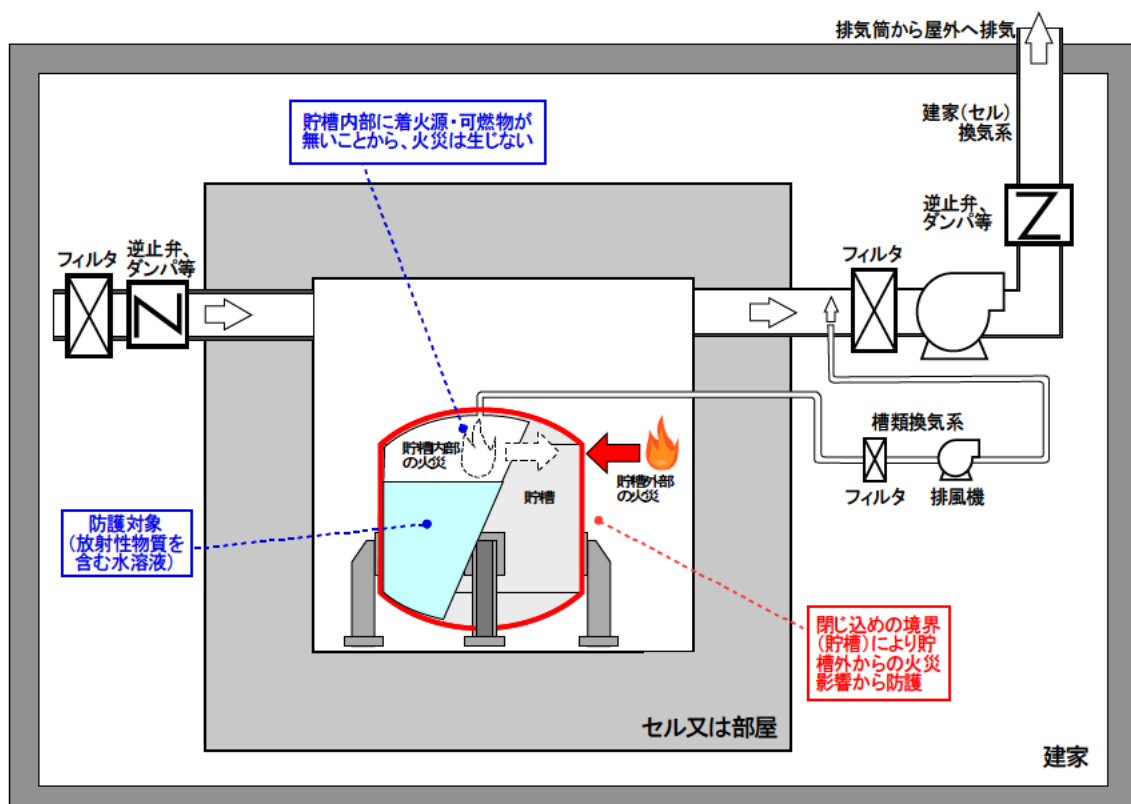 排気筒から屋外へ排気
貯槽内部に着火源・可燃物が
無いことから、火災は生じない
建家(セル)
換気系
逆止弁、
ダンパ等
フィルタ
逆止弁、
ダンパ等
フィルタ
貯槽内部
の火災
貯槽
貯槽外部
の火災
槽類換気系
フィルタ
排風機
防護対象
(放射性物質を
含む水溶液)
閉じ込めの境界
(貯槽)により貯
槽外からの火災
影響から防護
セル又は部屋
建家